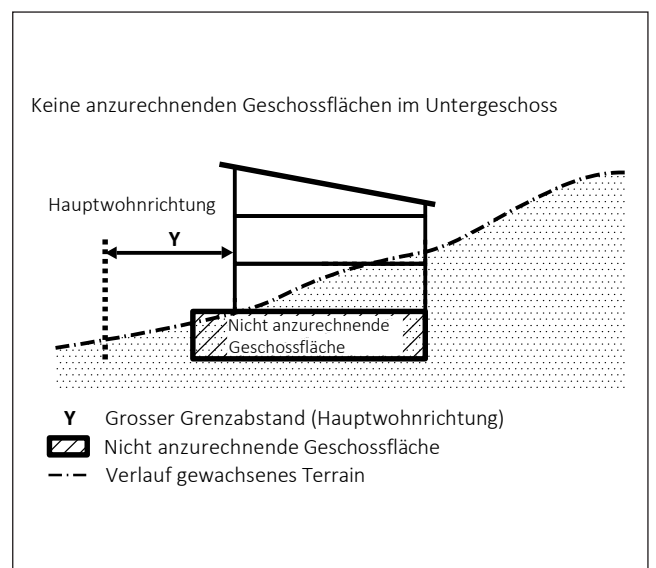 Keine anzurechnenden Geschossflächen im Untergeschoss
Hauptwohnrichtung
Y
Nicht anzurechnende
Geschossfläche
Y Grosser Grenzabstand (Hauptwohnrichtung)
Nicht anzurechnende Geschossfläche
Verlauf gewachsenes Terrain